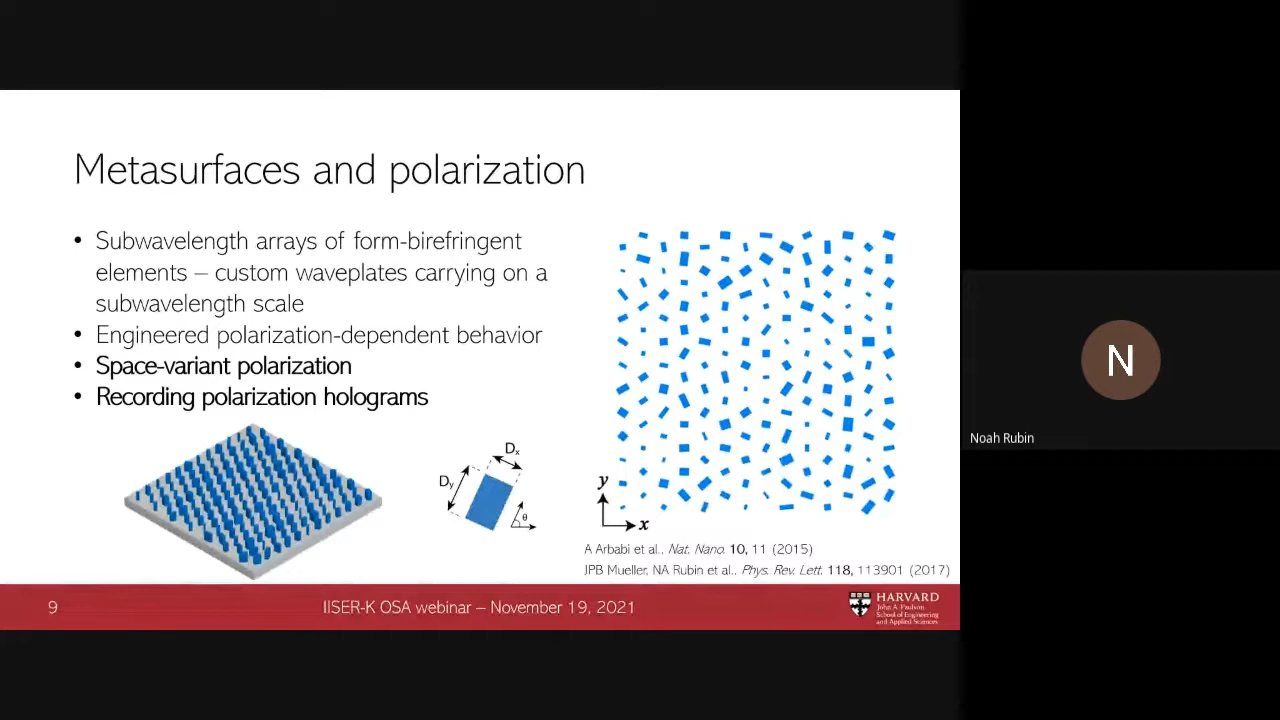 Metasurfaces and polarization
• Subwavelength arrays of form-birefringent
elements – custom waveplates carrying on a
subwavelength scale
• Engineered polarization-dependent behavior
• Space-variant polarization
• Recording polarization holograms
Dx
Dy
θ
y
x
A Arbabi et al., Nat. Nano. 10, 11 (2015)
JPB Mueller, NA Rubin et al., Phys. Rev. Lett. 118, 113901 (2017)
9
IISER-K OSA webinar – November 19, 2021
HARVARD
John A. Paulson
School of Engineering
and Applied Sciences
N
Noah Rubin